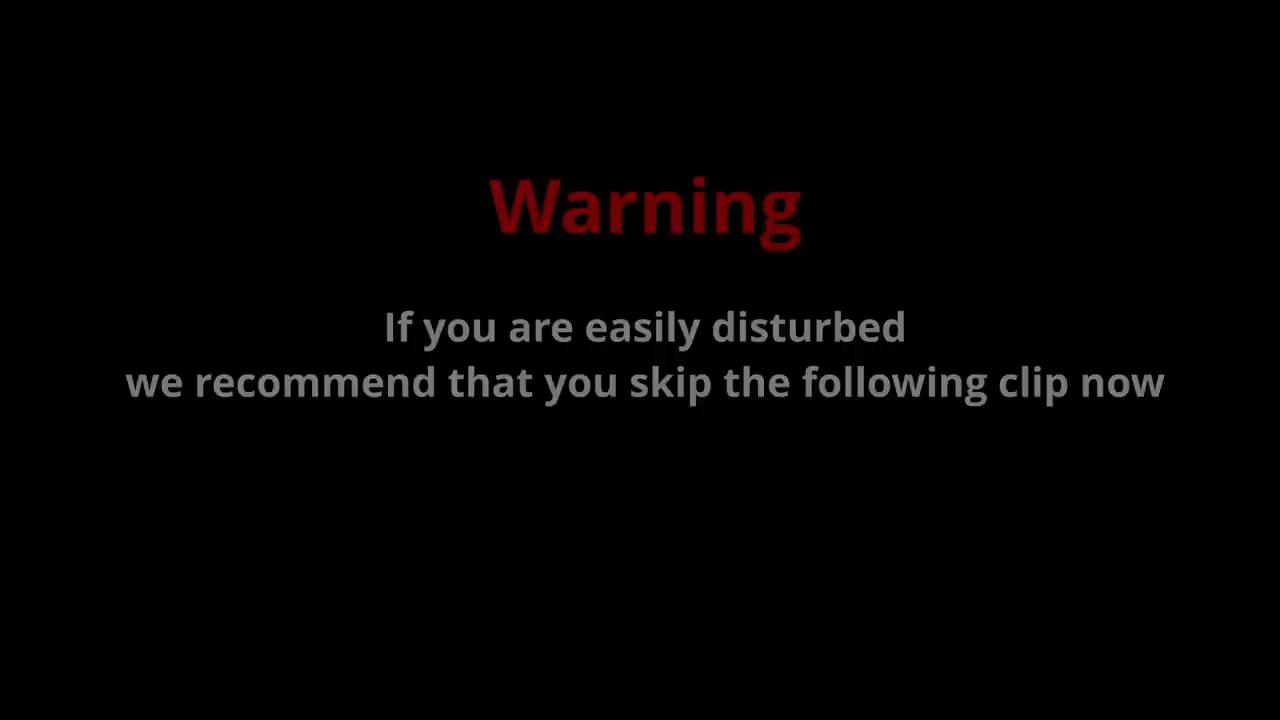 Warning
If you are easily disturbed
we recommend that you skip the following clip now